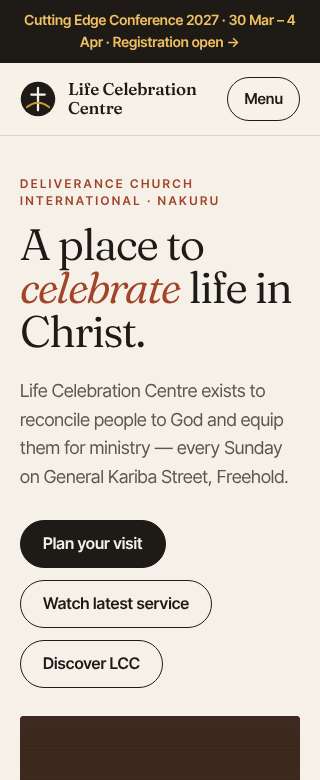 Cutting Edge Conference 2027 · 30 Mar – 4
Apr · Registration open →
Life Celebration
Centre
Menu
DELIVERANCE CHURCH
INTERNATIONAL · NAKURU
A place to
celebrate life in
Christ.
Life Celebration Centre exists to
reconcile people to God and equip
them for ministry — every Sunday
on General Kariba Street, Freehold.
Plan your visit
Watch latest service
Discover LCC